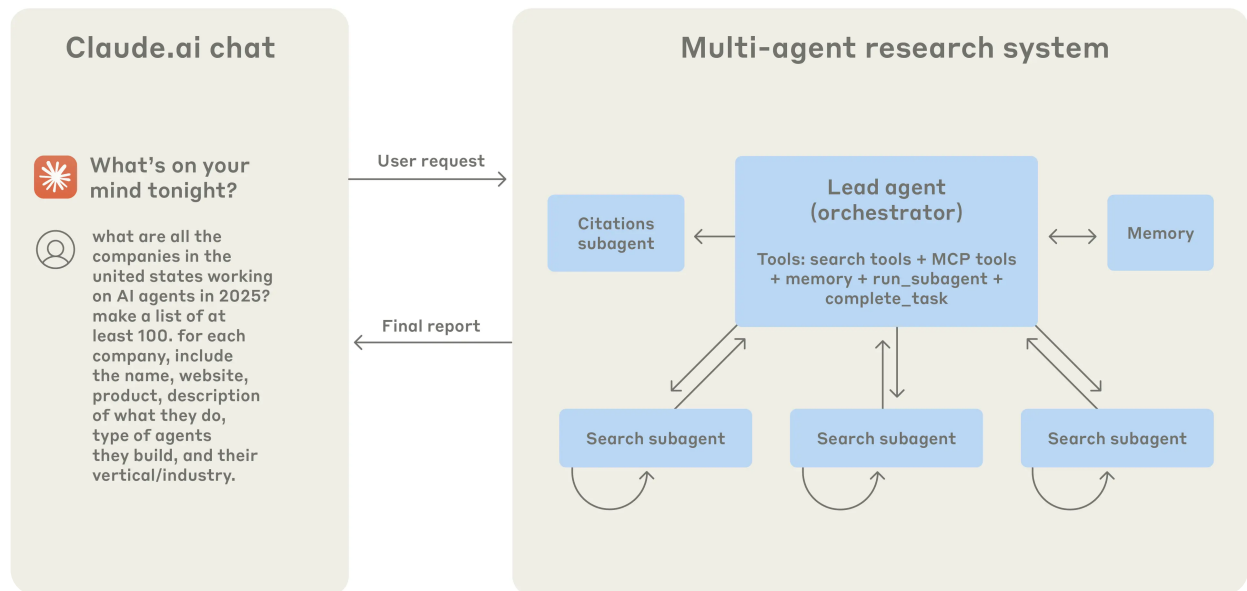 Claude.ai chat
What's on your
mind tonight?
what are all the
companies in the
united states working
on AI agents in 2025?
make a list of at
least 100. for each
company, include
the name, website,
product, description
of what they do,
type of agents
they build, and their
vertical/industry.
User request
Final report
Multi-agent research system
Citations
subagent
Lead agent
(orchestrator)
Tools: search tools + MCP tools
+ memory + run_subagent +
complete_task
Memory
Search subagent
Search subagent
Search subagent